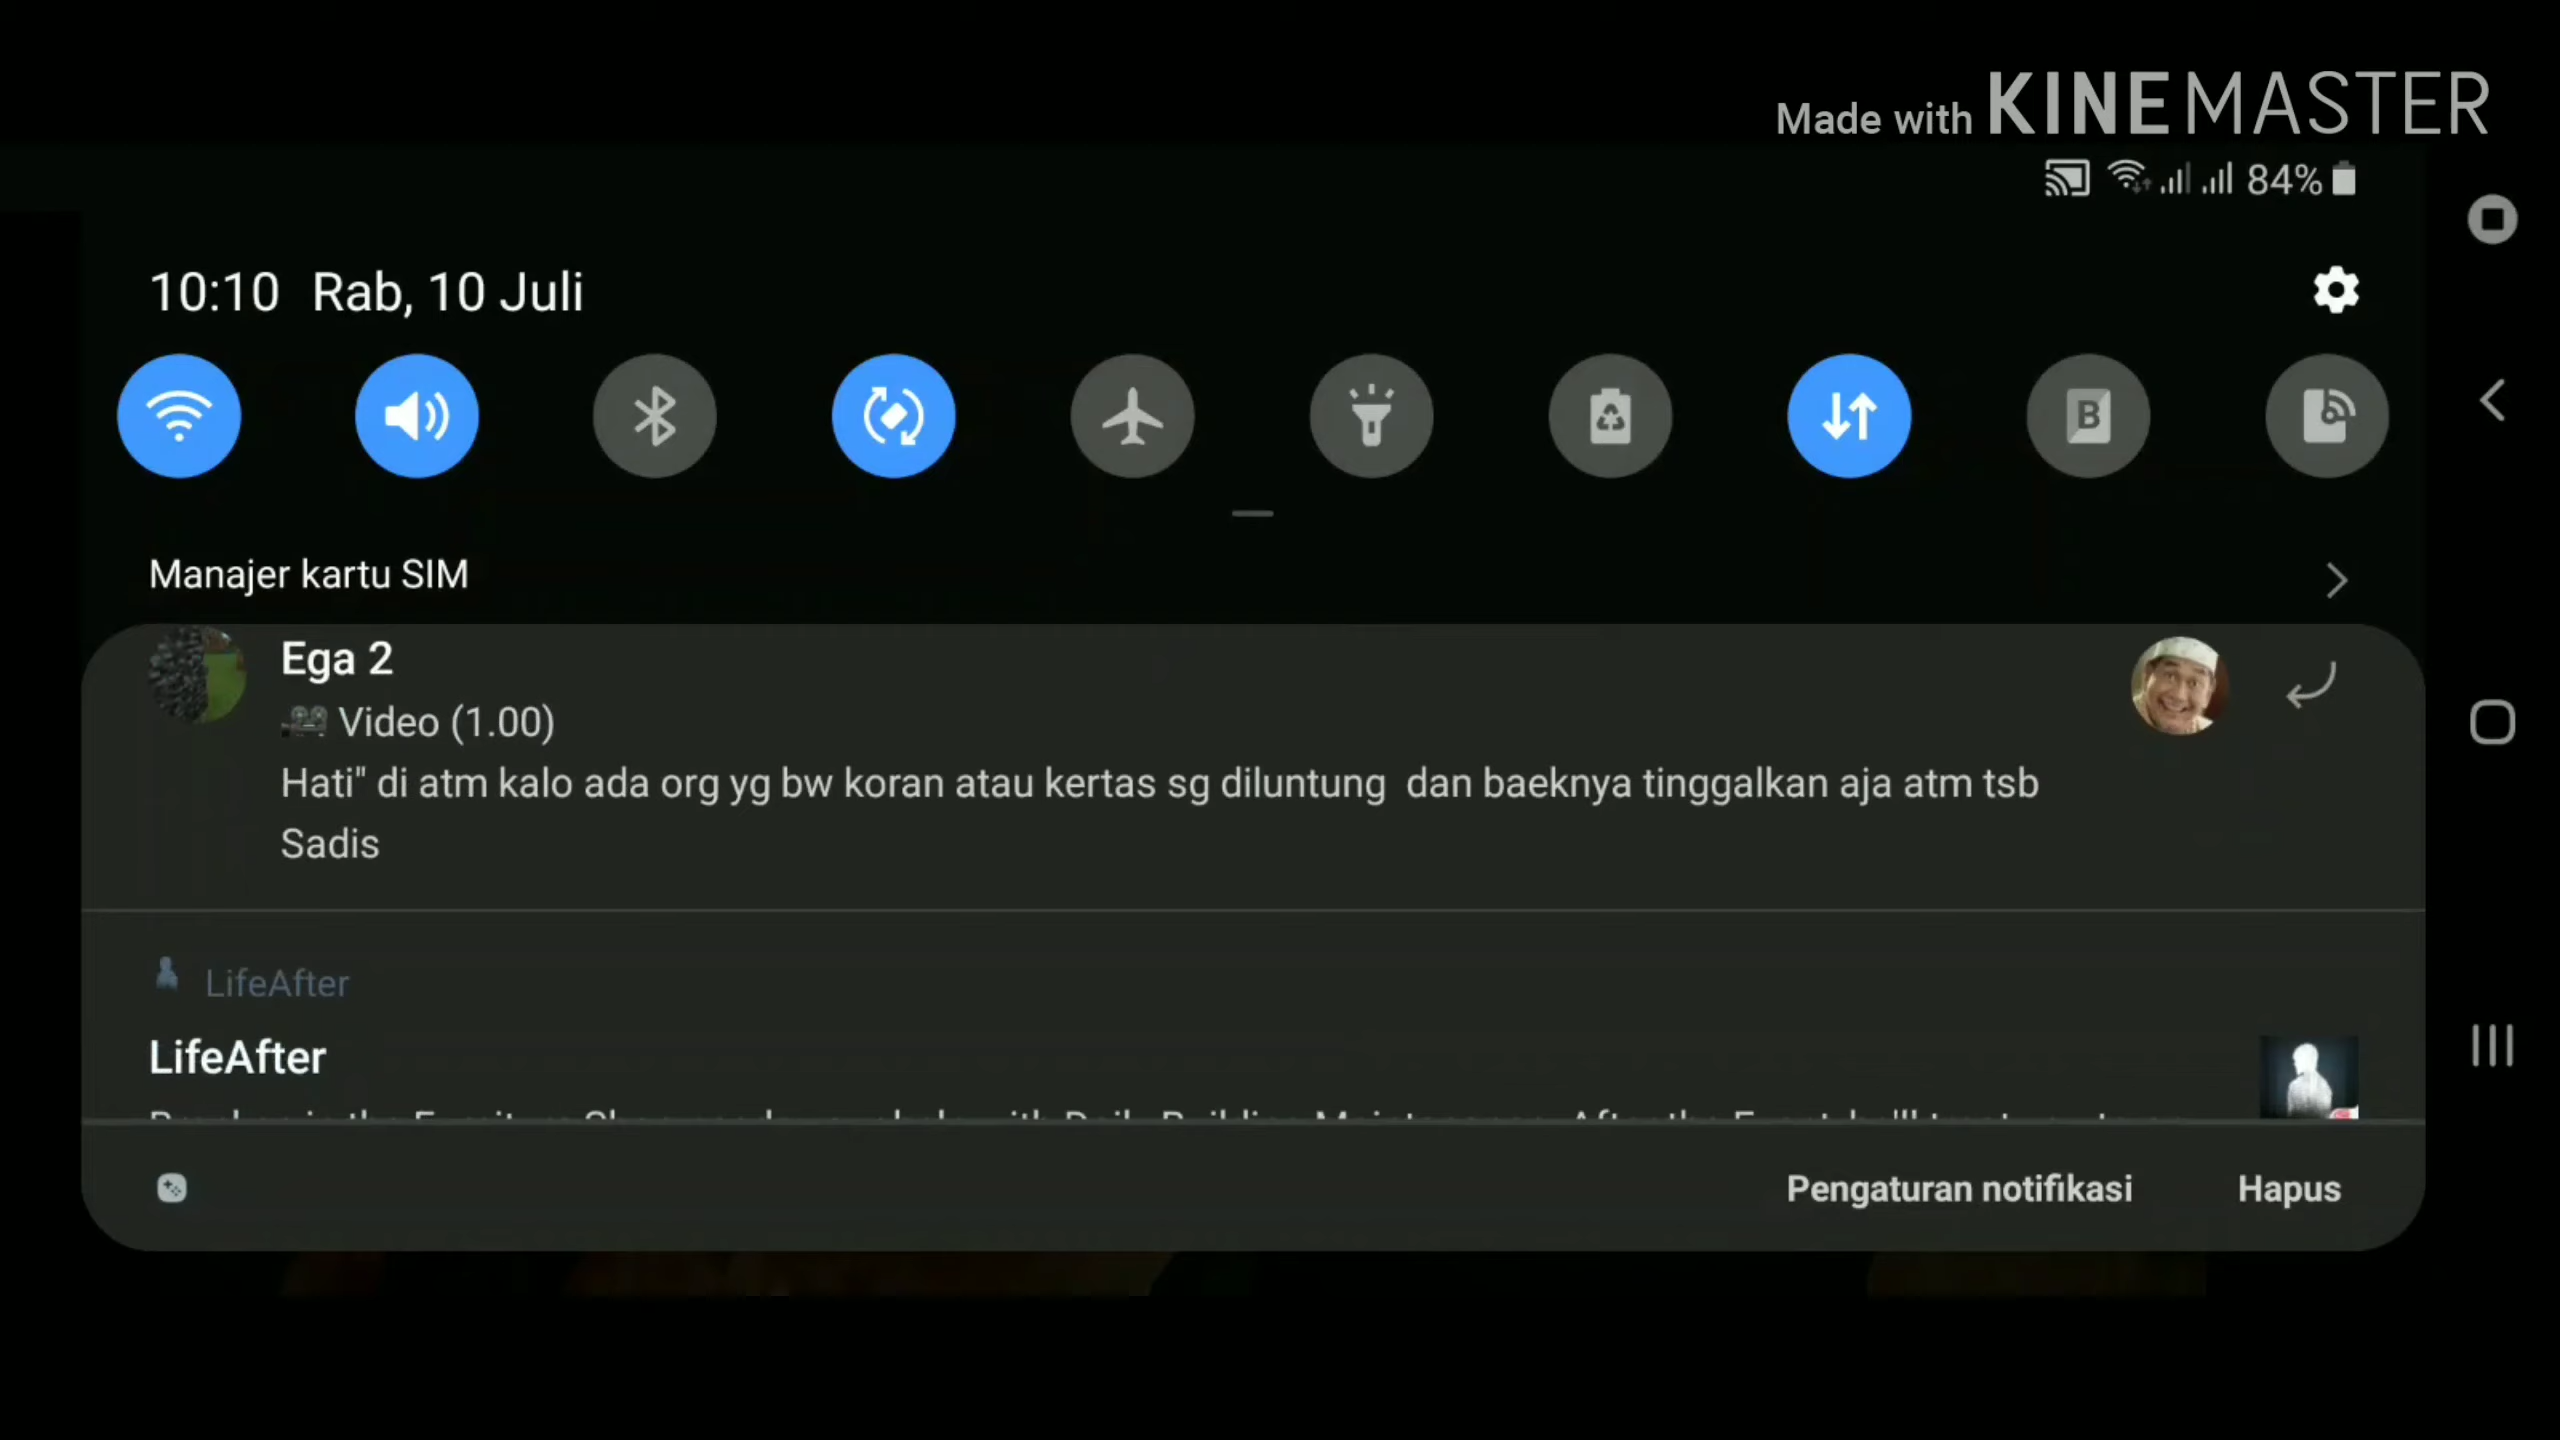 Made with KINEMASTER
84%
10:10 Rab, 10 Juli
B
Manajer kartu SIM
Ega 2
Video (1.00)
Hati" di atm kalo ada org yg bw koran atau kertas sg diluntung dan baeknya tinggalkan aja atm tsb
Sadis
LifeAfter
LifeAfter
Pengaturan notifikasi Hapus